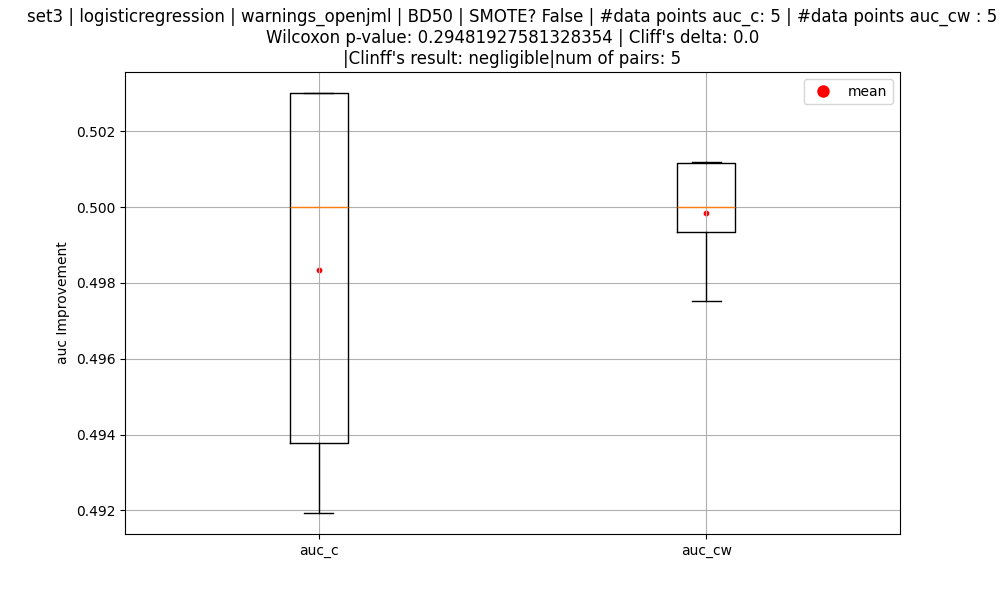 set3 | logisticregression | warnings_openjml | BD50 | SMOTE? False | #data points auc_c: 5 | #data points auc_cw : 5
Wilcoxon p-value: 0.29481927581328354 | Cliff's delta: 0.0
|Clinff's result: negligible|num of pairs: 5
mean
0.502
0.500
0.498
0.496
0.494
0.492
auc Improvement
auc_c
auc_cw